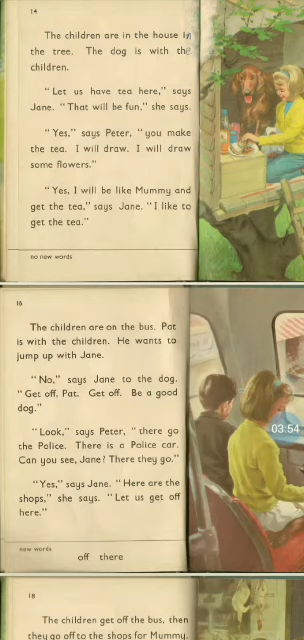 14
The children are in the house in
the tree. The dog is with the
children.
"Let us have tea here," says
Jane. "That will be fun," she says.
"Yes," says Peter, "you make
the tea. I will draw. I will draw
some flowers."
"Yes, I will be like Mummy and
get the tea," says Jane. "I like to
get the tea."
no new words
16
The children are on the bus. Pat
is with the children. He wants to
jump up with Jane.
"No," says Jane to the dog.
"Get off, Pat. Get off. Be a good
dog."
"Look," says Peter, "there go
the Police. There is a Police car.
Can you see, Jane? There they go."
"Yes," says Jane. "Here are the
shops," she says. "Let us get off
here."
new words
off there
03:54
18
The children get off the bus, then
they go off to the shops for Mummy.